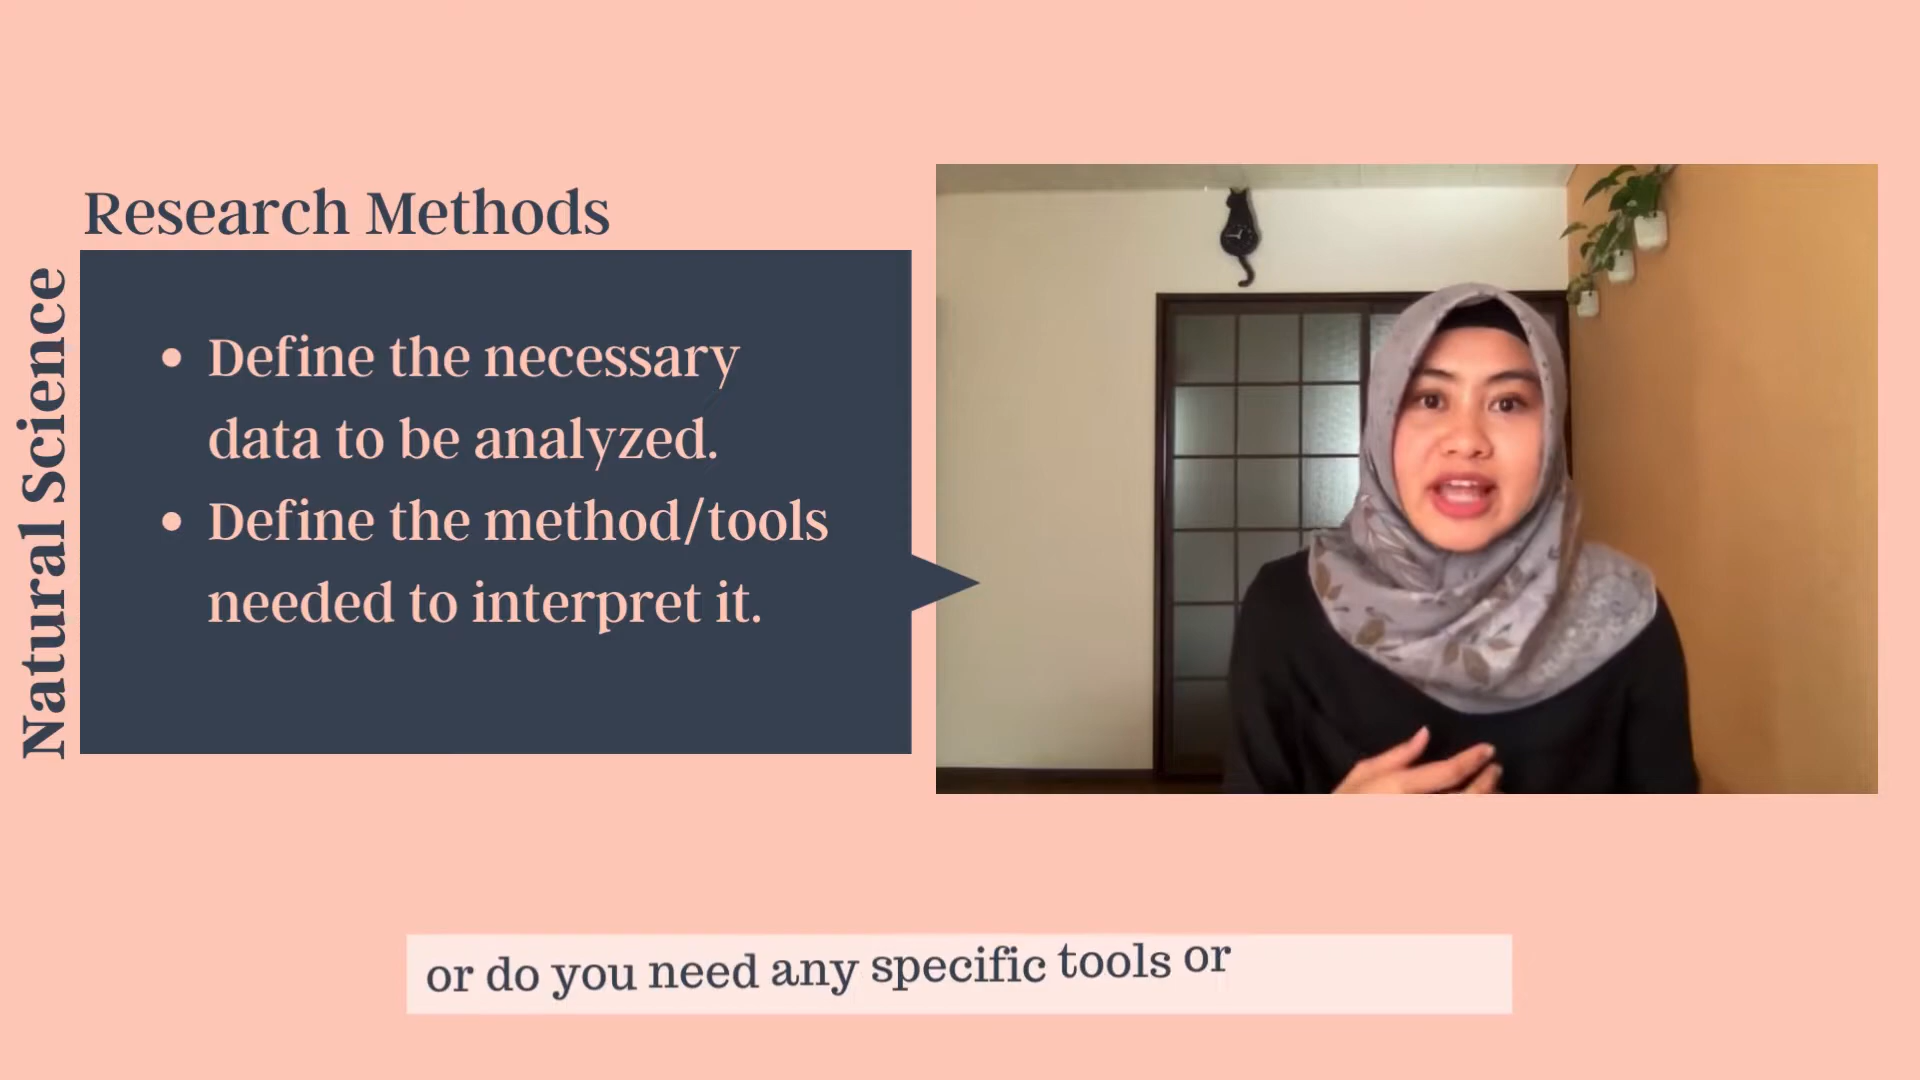 Research Methods
Natural Science
• Define the necessary
data to be analyzed.
• Define the method/tools
needed to interpret it.
or do you need any specific tools or